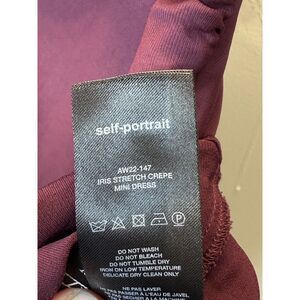 self-portrait
AW22-147
IRIS STRETCH CREPE
MINI DRESS
DO NOT WASH
DO NOT BLEACH
DO NOT TUMBLE DRY
IRON ON LOW TEMPERATURE
DELICATE DRY CLEAN ONLY
NE PAS LAVER
NE PAS PASSER À L'EAU DE JAVEL